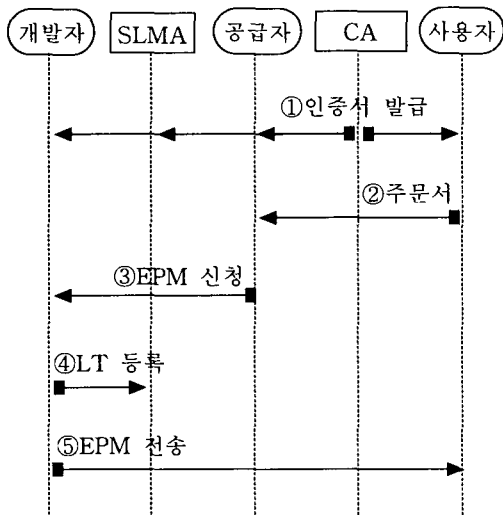 개발자 SLMA 공급자 CA 사용자
①인증서 발급
②주문서
③EPM 신청
④LT 등록
⑤EPM 전송